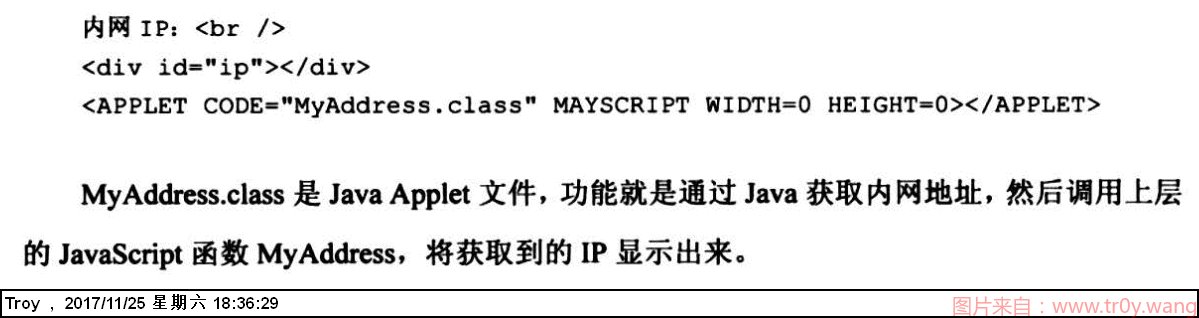 内网 IP：<br />
<div id="ip"></div>
<APPLET CODE="MyAddress.class" MAYSCRIPT WIDTH=0 HEIGHT=0></APPLET>
MyAddress.class 是 Java Applet 文件，功能就是通过 Java 获取内网地址，然后调用上层
的 JavaScript 函数 MyAddress，将获取到的 IP 显示出来。
Troy , 2017/11/25 星期六 18:36:29
图片来自：www.tr0y.wang